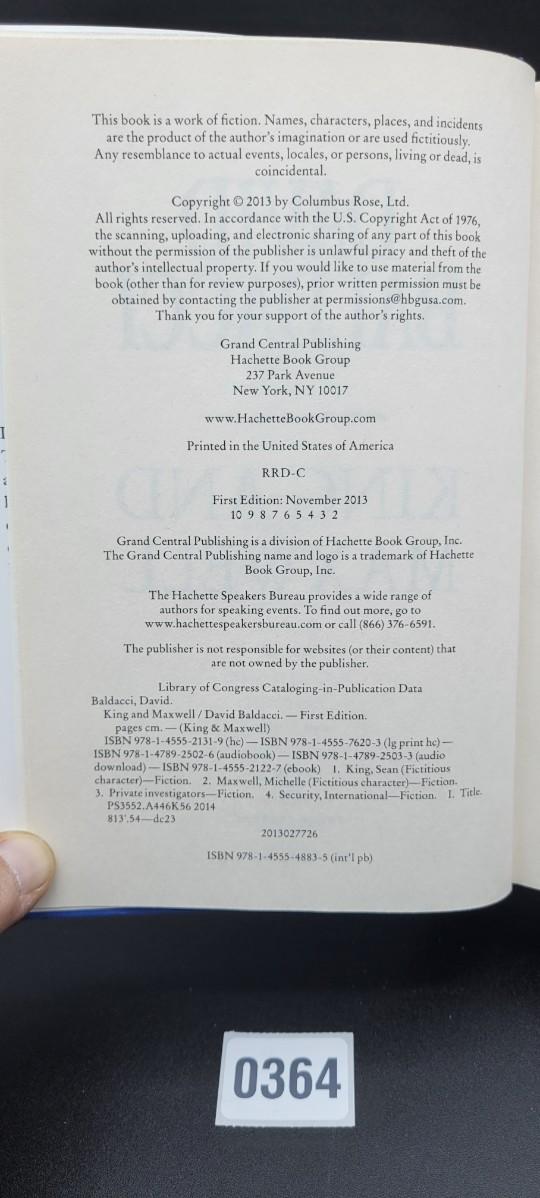 This book is a work of fiction. Names, characters, places, and incidents
are the product of the author's imagination or are used fictitiously.
Any resemblance to actual events, locales, or persons, living or dead, is
coincidental.
Copyright © 2013 by Columbus Rose, Ltd.
All rights reserved. In accordance with the U.S. Copyright Act of 1976,
the scanning, uploading, and electronic sharing of any part of this book
without the permission of the publisher is unlawful piracy and theft of the
author's intellectual property. If you would like to use material from the
book (other than for review purposes), prior written permission must be
obtained by contacting the publisher at permissions@hbgusa.com.
Thank you for your support of the author's rights.
Grand Central Publishing
Hachette Book Group
237 Park Avenue
New York, NY 10017
www.HachetteBookGroup.com
Printed in the United States of America
RRD-C
First Edition: November 2013
10 9 8 7 6 5 4 3 2
Grand Central Publishing is a division of Hachette Book Group, Inc.
The Grand Central Publishing name and logo is a trademark of Hachette
Book Group, Inc.
The Hachette Speakers Bureau provides a wide range of
authors for speaking events. To find out more, go to
www.hachettespeakersbureau.com or call (866) 376-6591.
The publisher is not responsible for websites (or their content) that
are not owned by the publisher.
Library of Congress Cataloging-in-Publication Data
Baldacci, David.
King and Maxwell / David Baldacci. — First Edition.
pages cm. — (King & Maxwell)
ISBN 978-1-4555-2131-9 (hc) — ISBN 978-1-4555-7620-3 (lg print hc) —
ISBN 978-1-4789-2502-6 (audiobook) — ISBN 978-1-4789-2503-3 (audio
download) — ISBN 978-1-4555-2122-7 (ebook) 1. King, Sean (Fictitious
character)—Fiction. 2. Maxwell, Michelle (Fictitious character)—Fiction.
3. Private investigators—Fiction. 4. Security, International—Fiction. I. Title.
PS3552.A446K56 2014
813'.54—dc23
2013027726
ISBN 978-1-4555-4883-5 (int'l pb)
0364